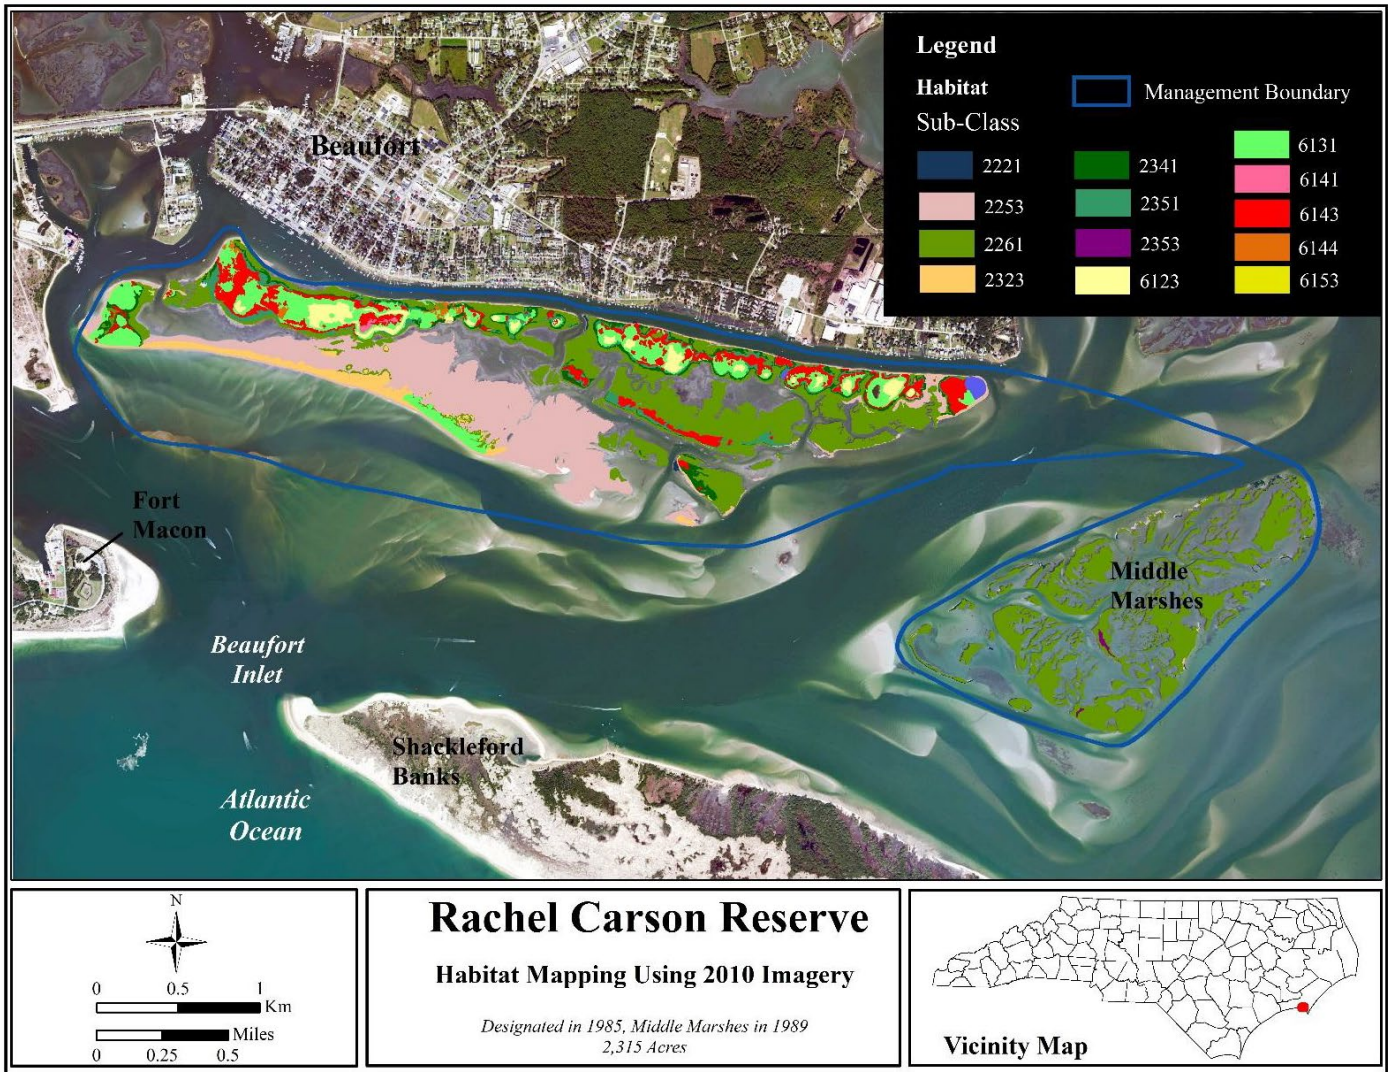 Legend
Habitat
Management Boundary
Sub-Class
2221
2253
2261
2323
2341
2351
2353
6123
6131
6141
6143
6144
6153
Beaufort
Fort
Macon
Middle
Marshes
Beaufort
Inlet
Shackleford
Banks
Atlantic
Ocean
N
0 0.5 1
Km
Miles
0 0.25 0.5
Rachel Carson Reserve
Habitat Mapping Using 2010 Imagery
Designated in 1985, Middle Marshes in 1989
2,315 Acres
Vicinity Map